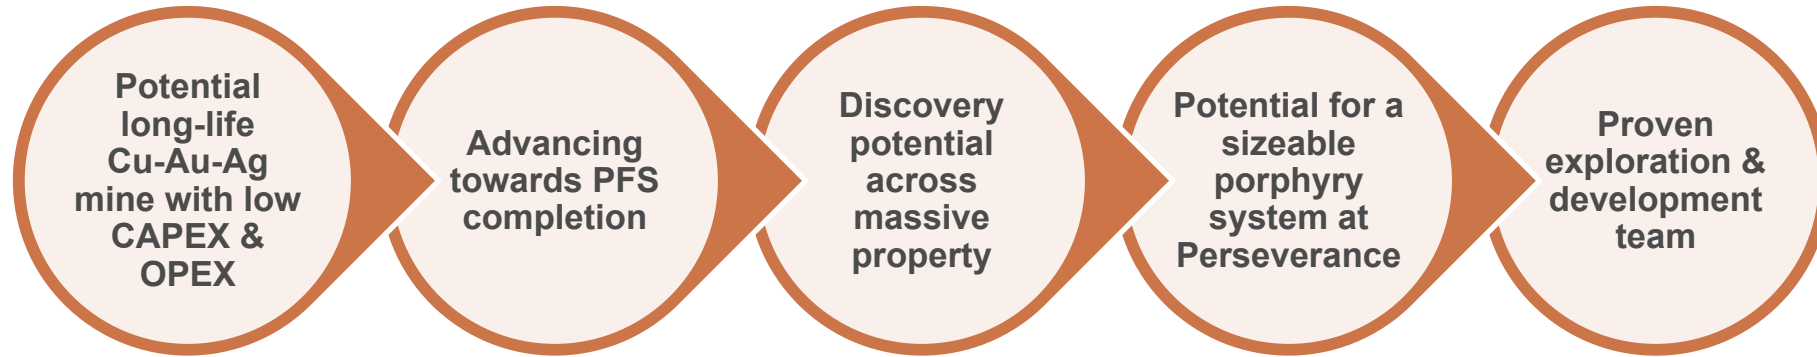 Potential
long-life
Cu-Au-Ag
mine with low
CAPEX &
OPEX
Advancing
towards PFS
completion
Discovery
potential
across
massive
property
Potential for a
sizeable
porphyry
system at
Perseverance
Proven
exploration &
development
team